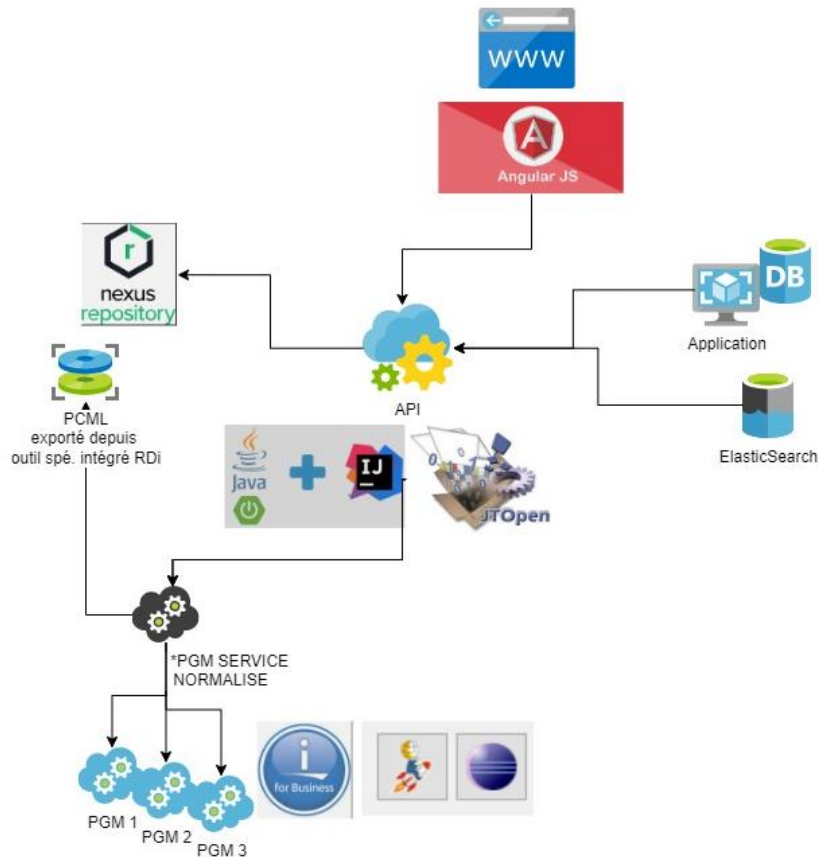 WWW
Angular JS
nexus
repository
DB
Application
API
PCML
exporté depuis
outil spé. intégré RDi
ElasticSearch
Java
IJ
JTOpen
*PGM SERVICE
NORMALISE
i
for Business
PGM 1
PGM 2
PGM 3